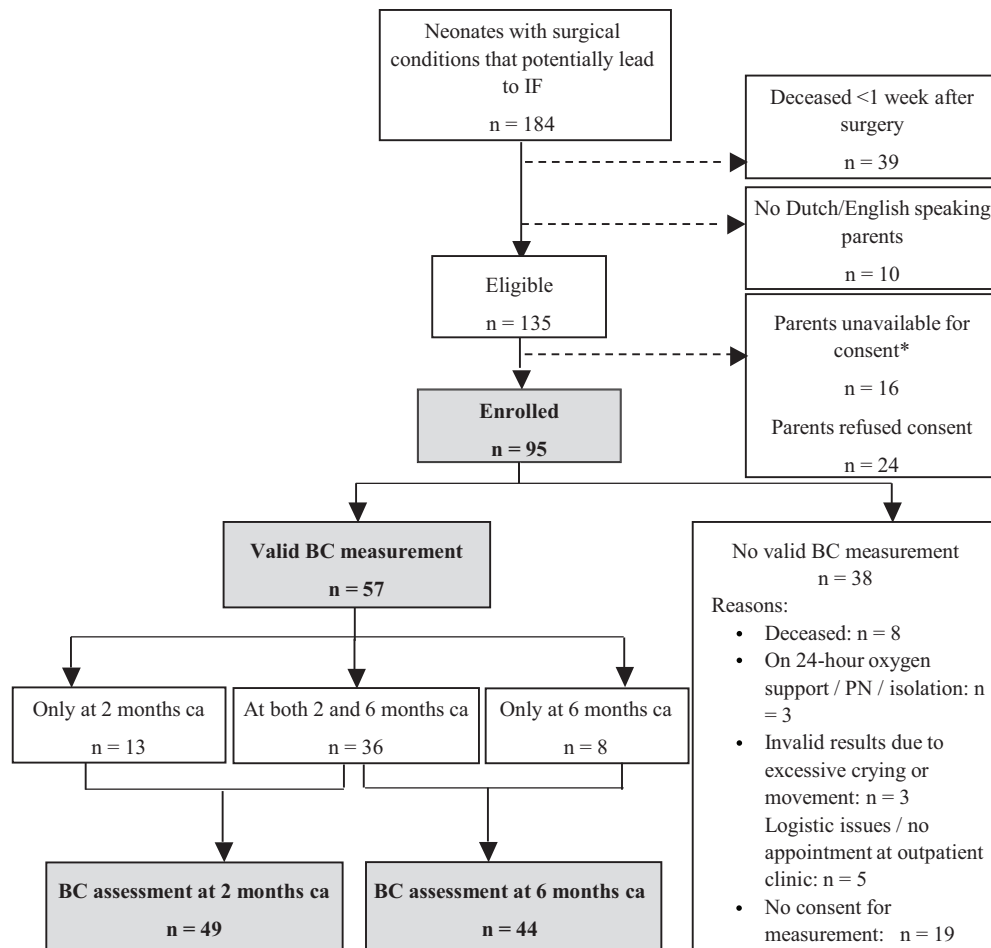 Neonates with surgical
conditions that potentially lead
to IF
n = 184
Deceased <1 week after
surgery
n = 39
No Dutch/English speaking
parents
n = 10
Eligible
n = 135
Parents unavailable for
consent*
n = 16
Parents refused consent
n = 24
Enrolled
n = 95
Valid BC measurement
n = 57
No valid BC measurement
n = 38
Reasons:
• Deceased: n = 8
• On 24-hour oxygen
support / PN / isolation: n
= 3
• Invalid results due to
excessive crying or
movement: n = 3
Logistic issues / no
appointment at outpatient
clinic: n = 5
• No consent for
measurement: n = 19
Only at 2 months ca
n = 13
At both 2 and 6 months ca
n = 36
Only at 6 months ca
n = 8
BC assessment at 2 months ca
n = 49
BC assessment at 6 months ca
n = 44